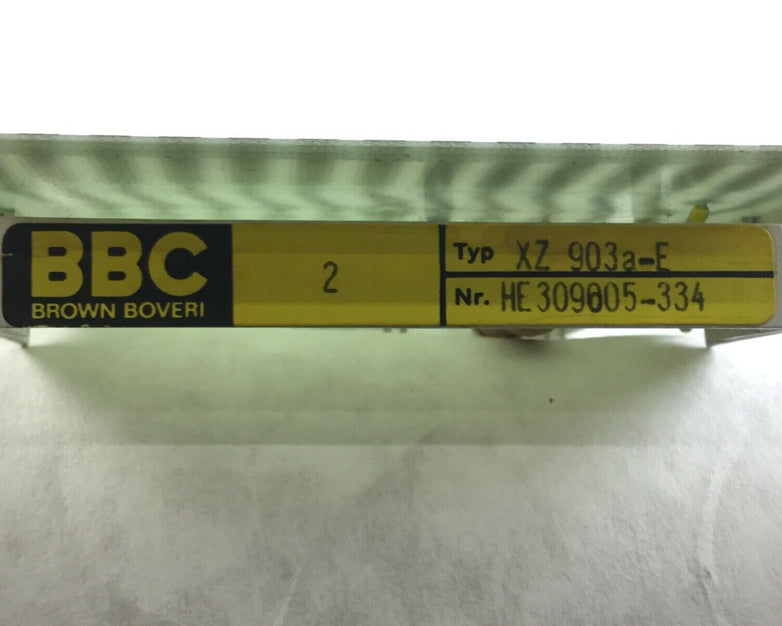 BBC
BROWN BOVERI
2
Typ XZ 903a-E
Nr. HE309605-334